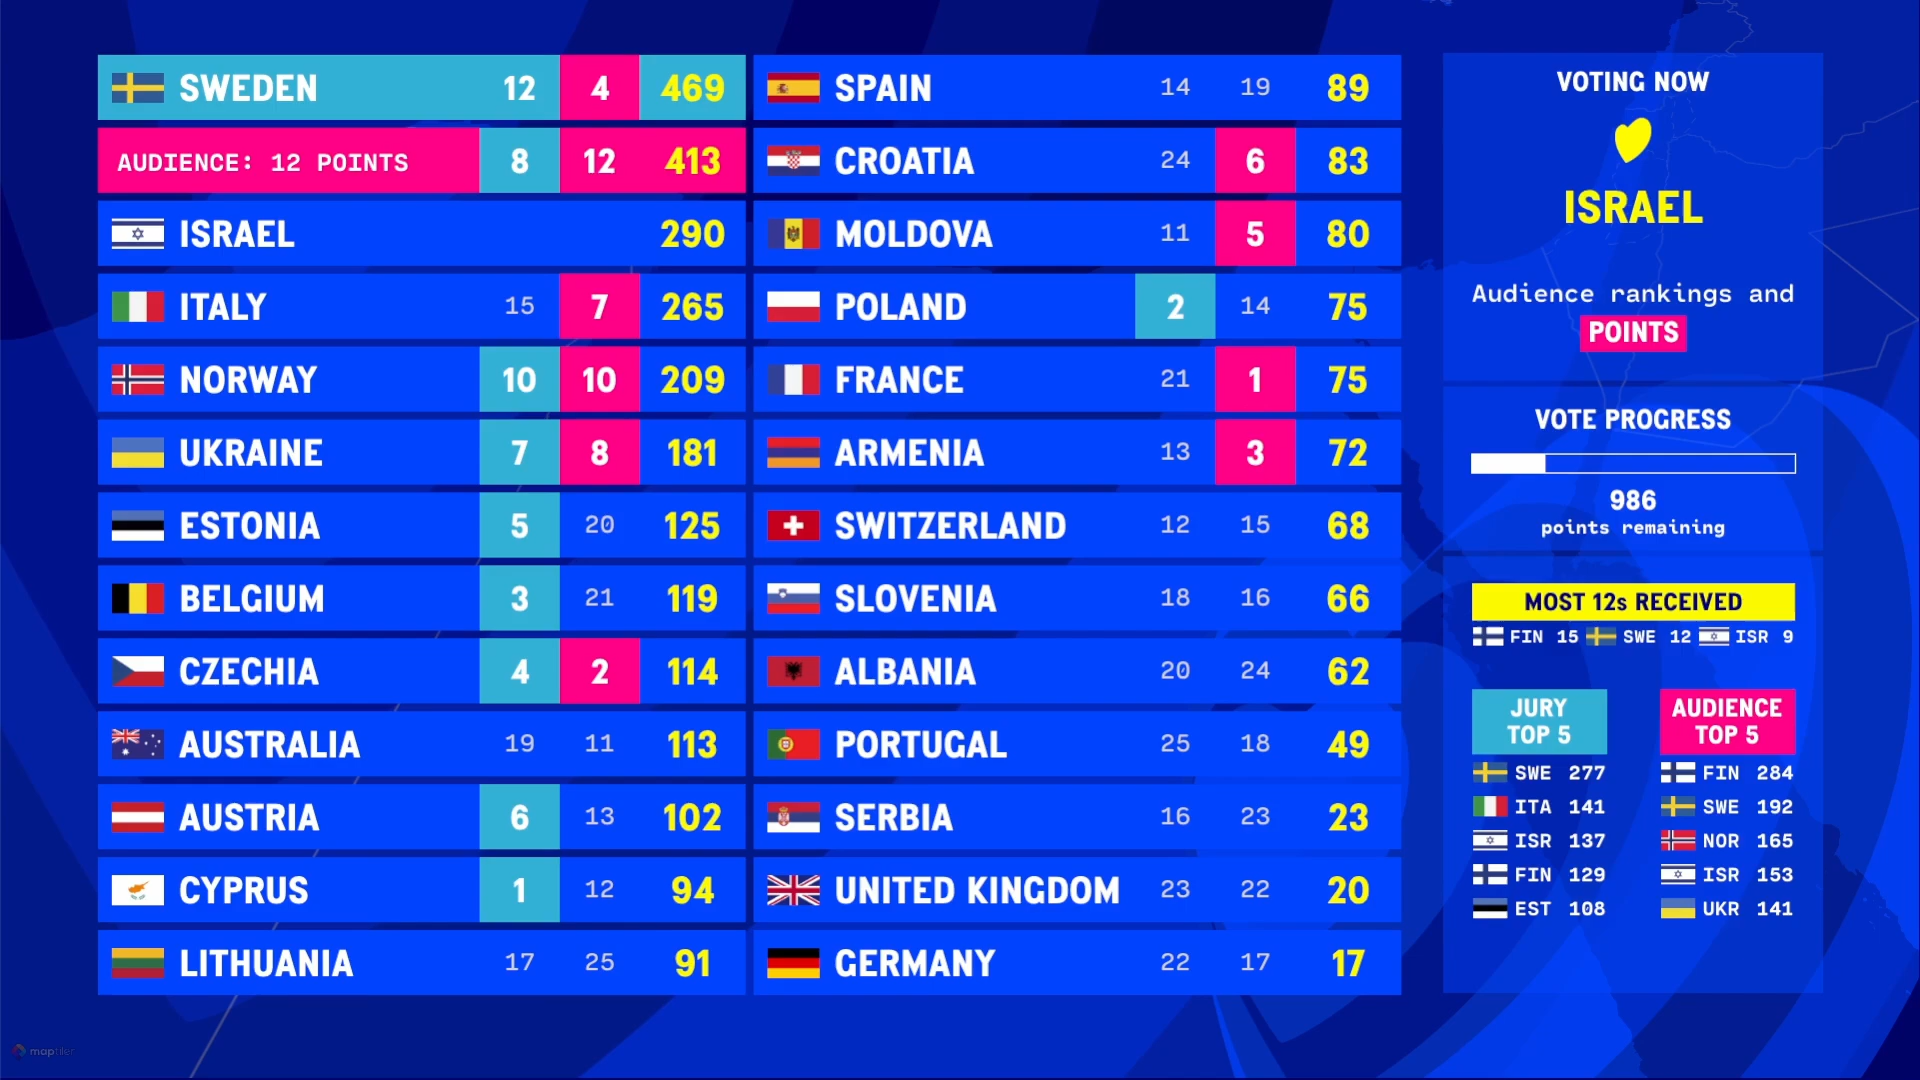 SWEDEN 12 4 469
AUDIENCE: 12 POINTS 8 12 413
ISRAEL 290
ITALY 15 7 265
NORWAY 10 10 209
UKRAINE 7 8 181
ESTONIA 5 20 125
BELGIUM 3 21 119
CZECHIA 4 2 114
AUSTRALIA 19 11 113
AUSTRIA 6 13 102
CYPRUS 1 12 94
LITHUANIA 17 25 91
SPAIN 14 19 89
CROATIA 24 6 83
MOLDOVA 11 5 80
POLAND 2 14 75
FRANCE 21 1 75
ARMENIA 13 3 72
SWITZERLAND 12 15 68
SLOVENIA 18 16 66
ALBANIA 20 24 62
PORTUGAL 25 18 49
SERBIA 16 23 23
UNITED KINGDOM 23 22 20
GERMANY 22 17 17
VOTING NOW
ISRAEL
Audience rankings and
POINTS
VOTE PROGRESS
986
points remaining
MOST 12s RECEIVED
FIN 15 SWE 12 ISR 9
JURY
TOP 5
SWE 277
ITA 141
ISR 137
FIN 129
EST 108
AUDIENCE
TOP 5
FIN 284
SWE 192
NOR 165
ISR 153
UKR 141
maptiler